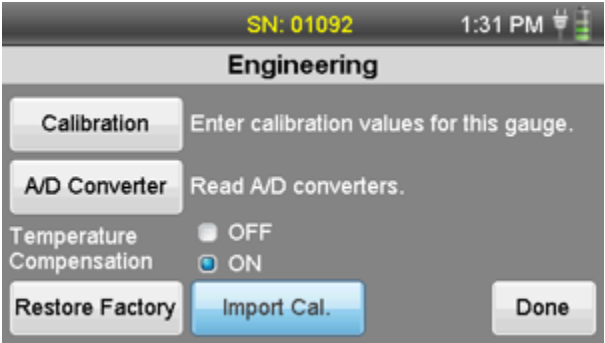 SN: 01092 1:31 PM
Engineering
Calibration Enter calibration values for this gauge.
A/D Converter Read A/D converters.
Temperature OFF
Compensation ON
Restore Factory Import Cal. Done